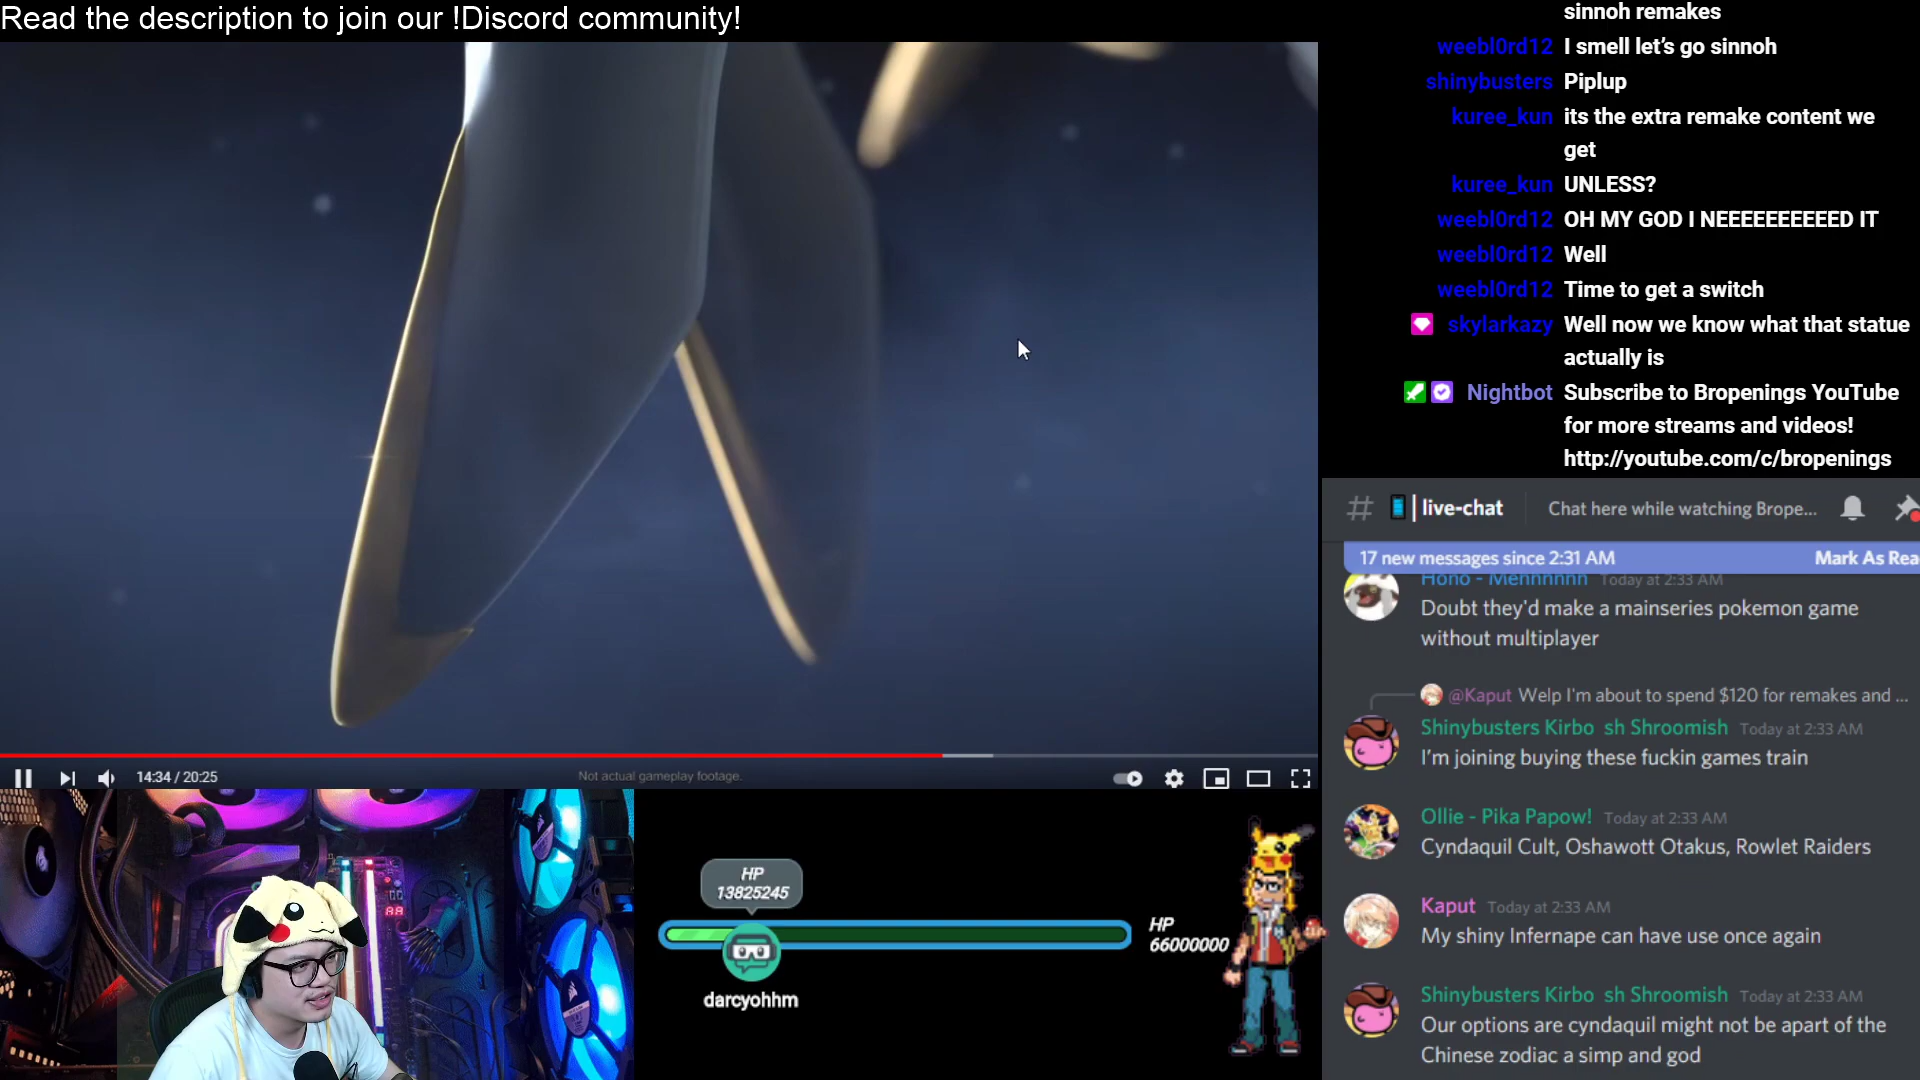 Read the description to join our !Discord community!
sinnoh remakes
weebl0rd12 I smell let's go sinnoh
shinybusters Piplup
kuree_kun its the extra remake content we
get
kuree_kun UNLESS?
weebl0rd12 OH MY GOD I NEEEEEEEEEED IT
weebl0rd12 Well
weebl0rd12 Time to get a switch
skylarkazy Well now we know what that statue
actually is
Nightbot Subscribe to Bropenings YouTube
for more streams and videos!
http://youtube.com/c/bropenings
# | live-chat Chat here while watching Brope...
17 new messages since 2:31 AM Mark As Rea
Hono - Mennnnnn Today at 2:33 AM
Doubt they'd make a mainseries pokemon game
without multiplayer
@Kaput Welp I'm about to spend $120 for remakes and ...
Shinybusters Kirbo sh Shroomish Today at 2:33 AM
I'm joining buying these fuckin games train
Ollie - Pika Papow! Today at 2:33 AM
Cyndaquil Cult, Oshawott Otakus, Rowlet Raiders
Kaput Today at 2:33 AM
My shiny Infernape can have use once again
Shinybusters Kirbo sh Shroomish Today at 2:33 AM
Our options are cyndaquil might not be apart of the
Chinese zodiac a simp and god
14:34 / 20:25
Not actual gameplay footage.
HP
13825245
HP
66000000
darcyohhm